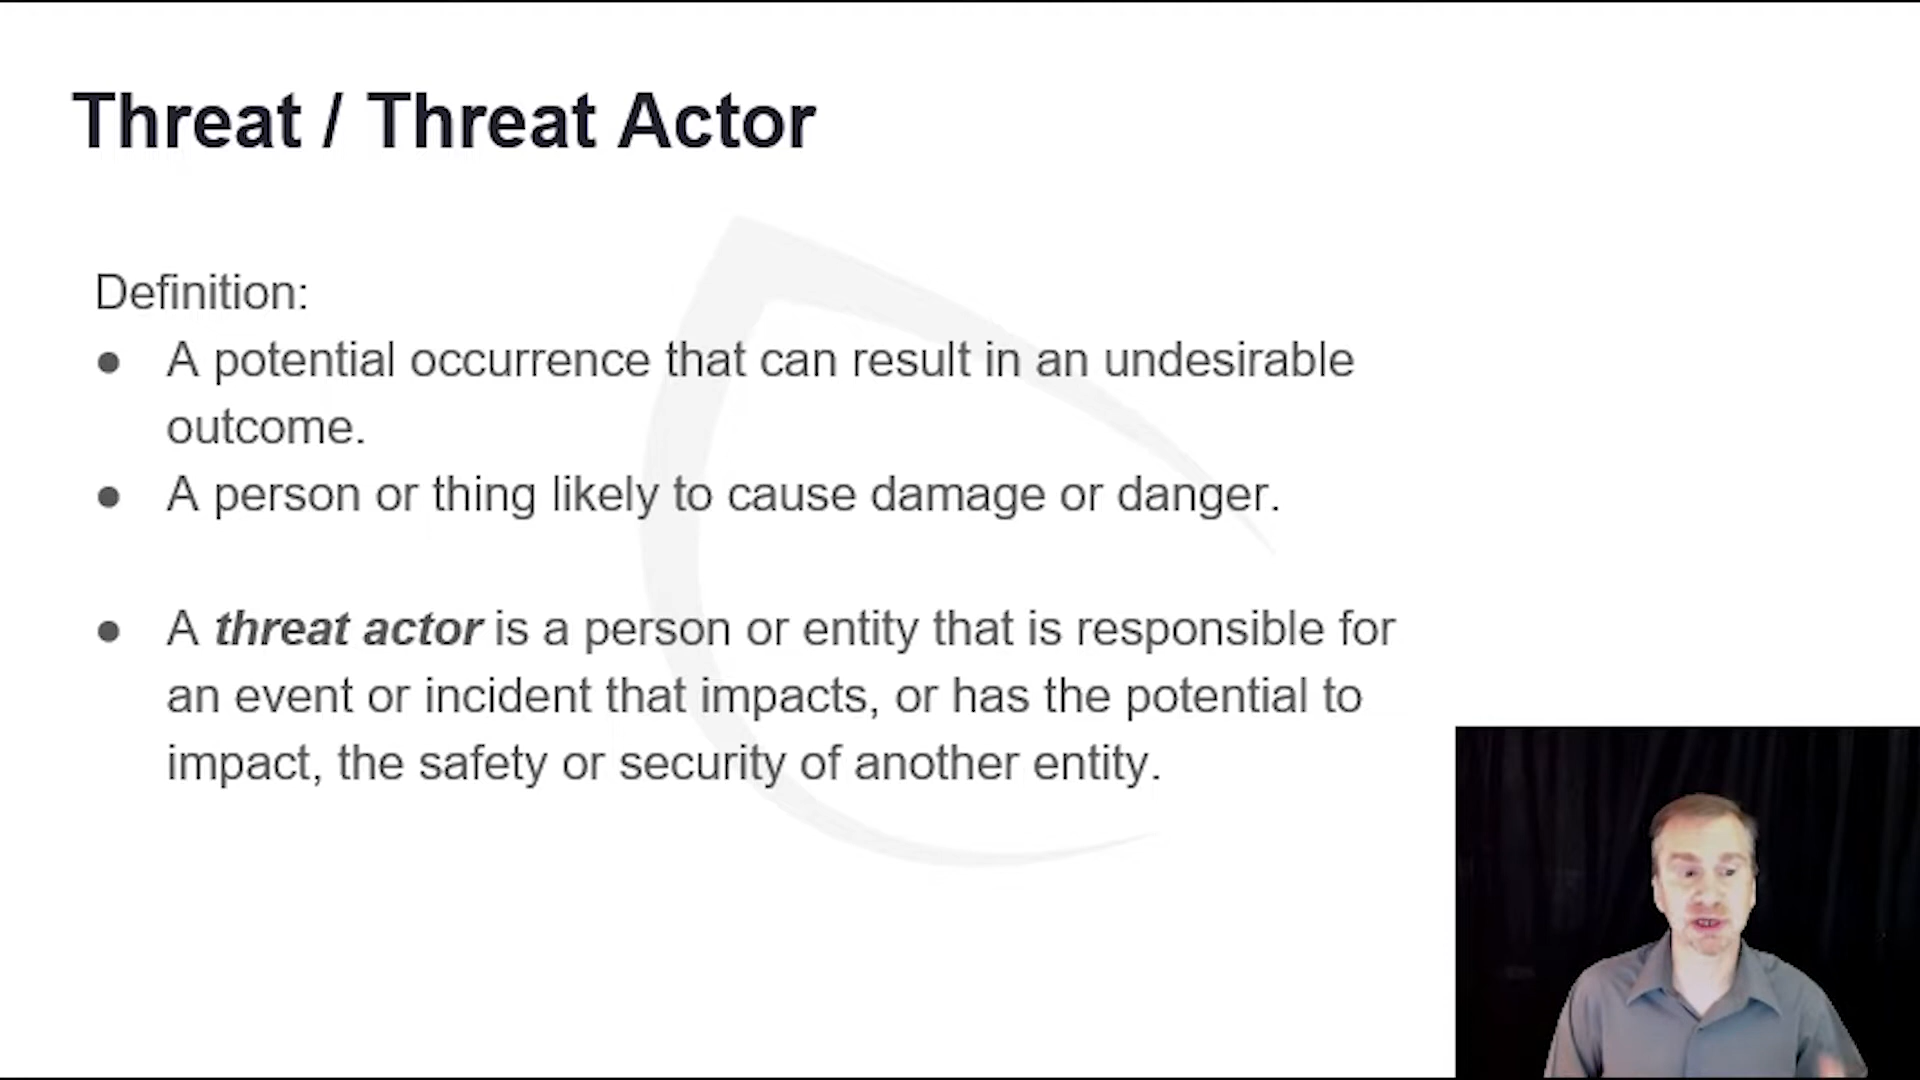 Threat / Threat Actor
Definition:
● A potential occurrence that can result in an undesirable
outcome.
● A person or thing likely to cause damage or danger.
● A threat actor is a person or entity that is responsible for
an event or incident that impacts, or has the potential to
impact, the safety or security of another entity.